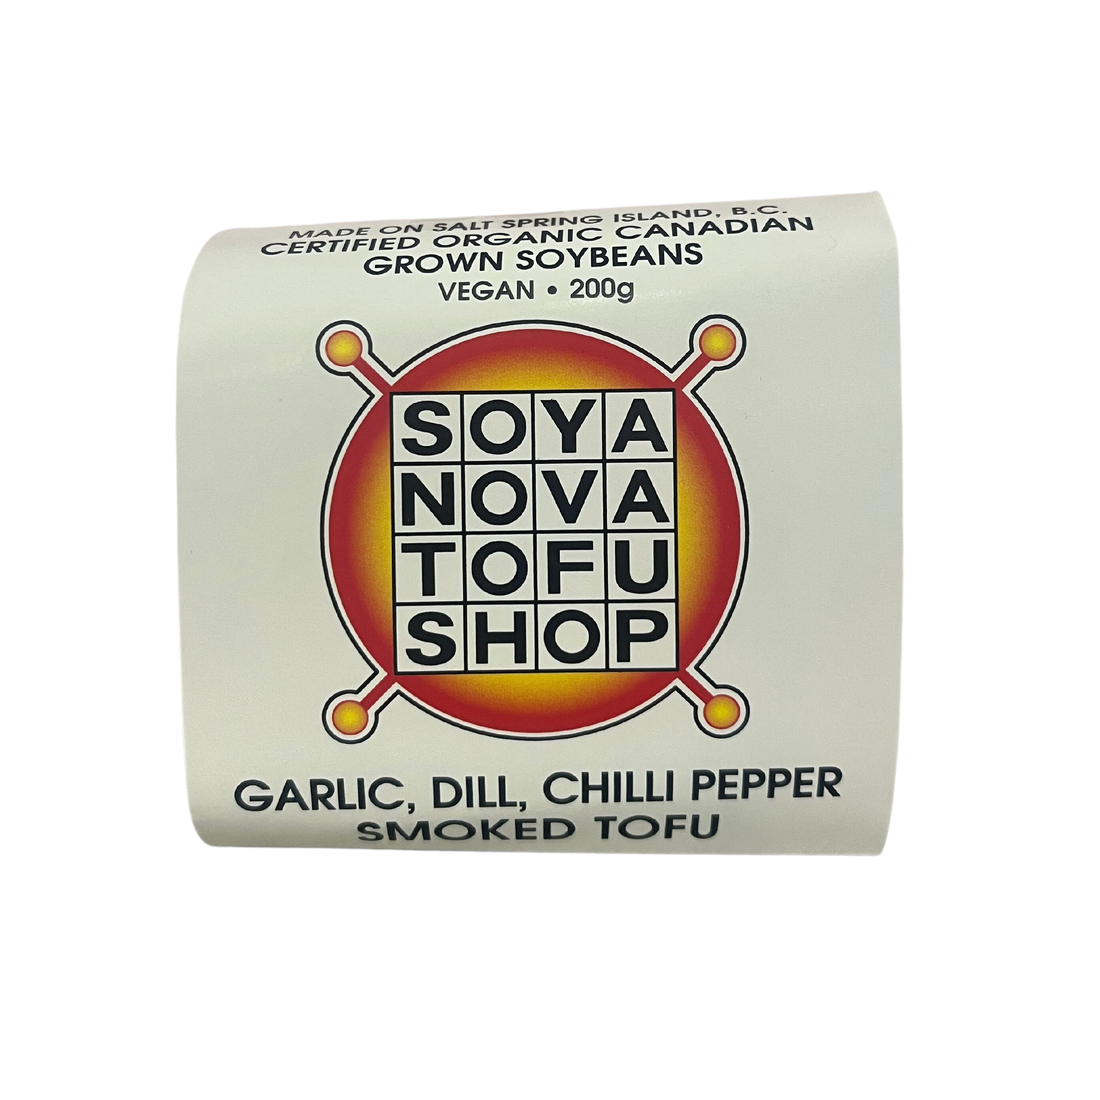 MADE ON SALT SPRING ISLAND, B.C.
CERTIFIED ORGANIC CANADIAN
GROWN SOYBEANS
VEGAN • 200g
SOYA
NOVA
TOFU
SHOP
GARLIC, DILL, CHILLI PEPPER
SMOKED TOFU